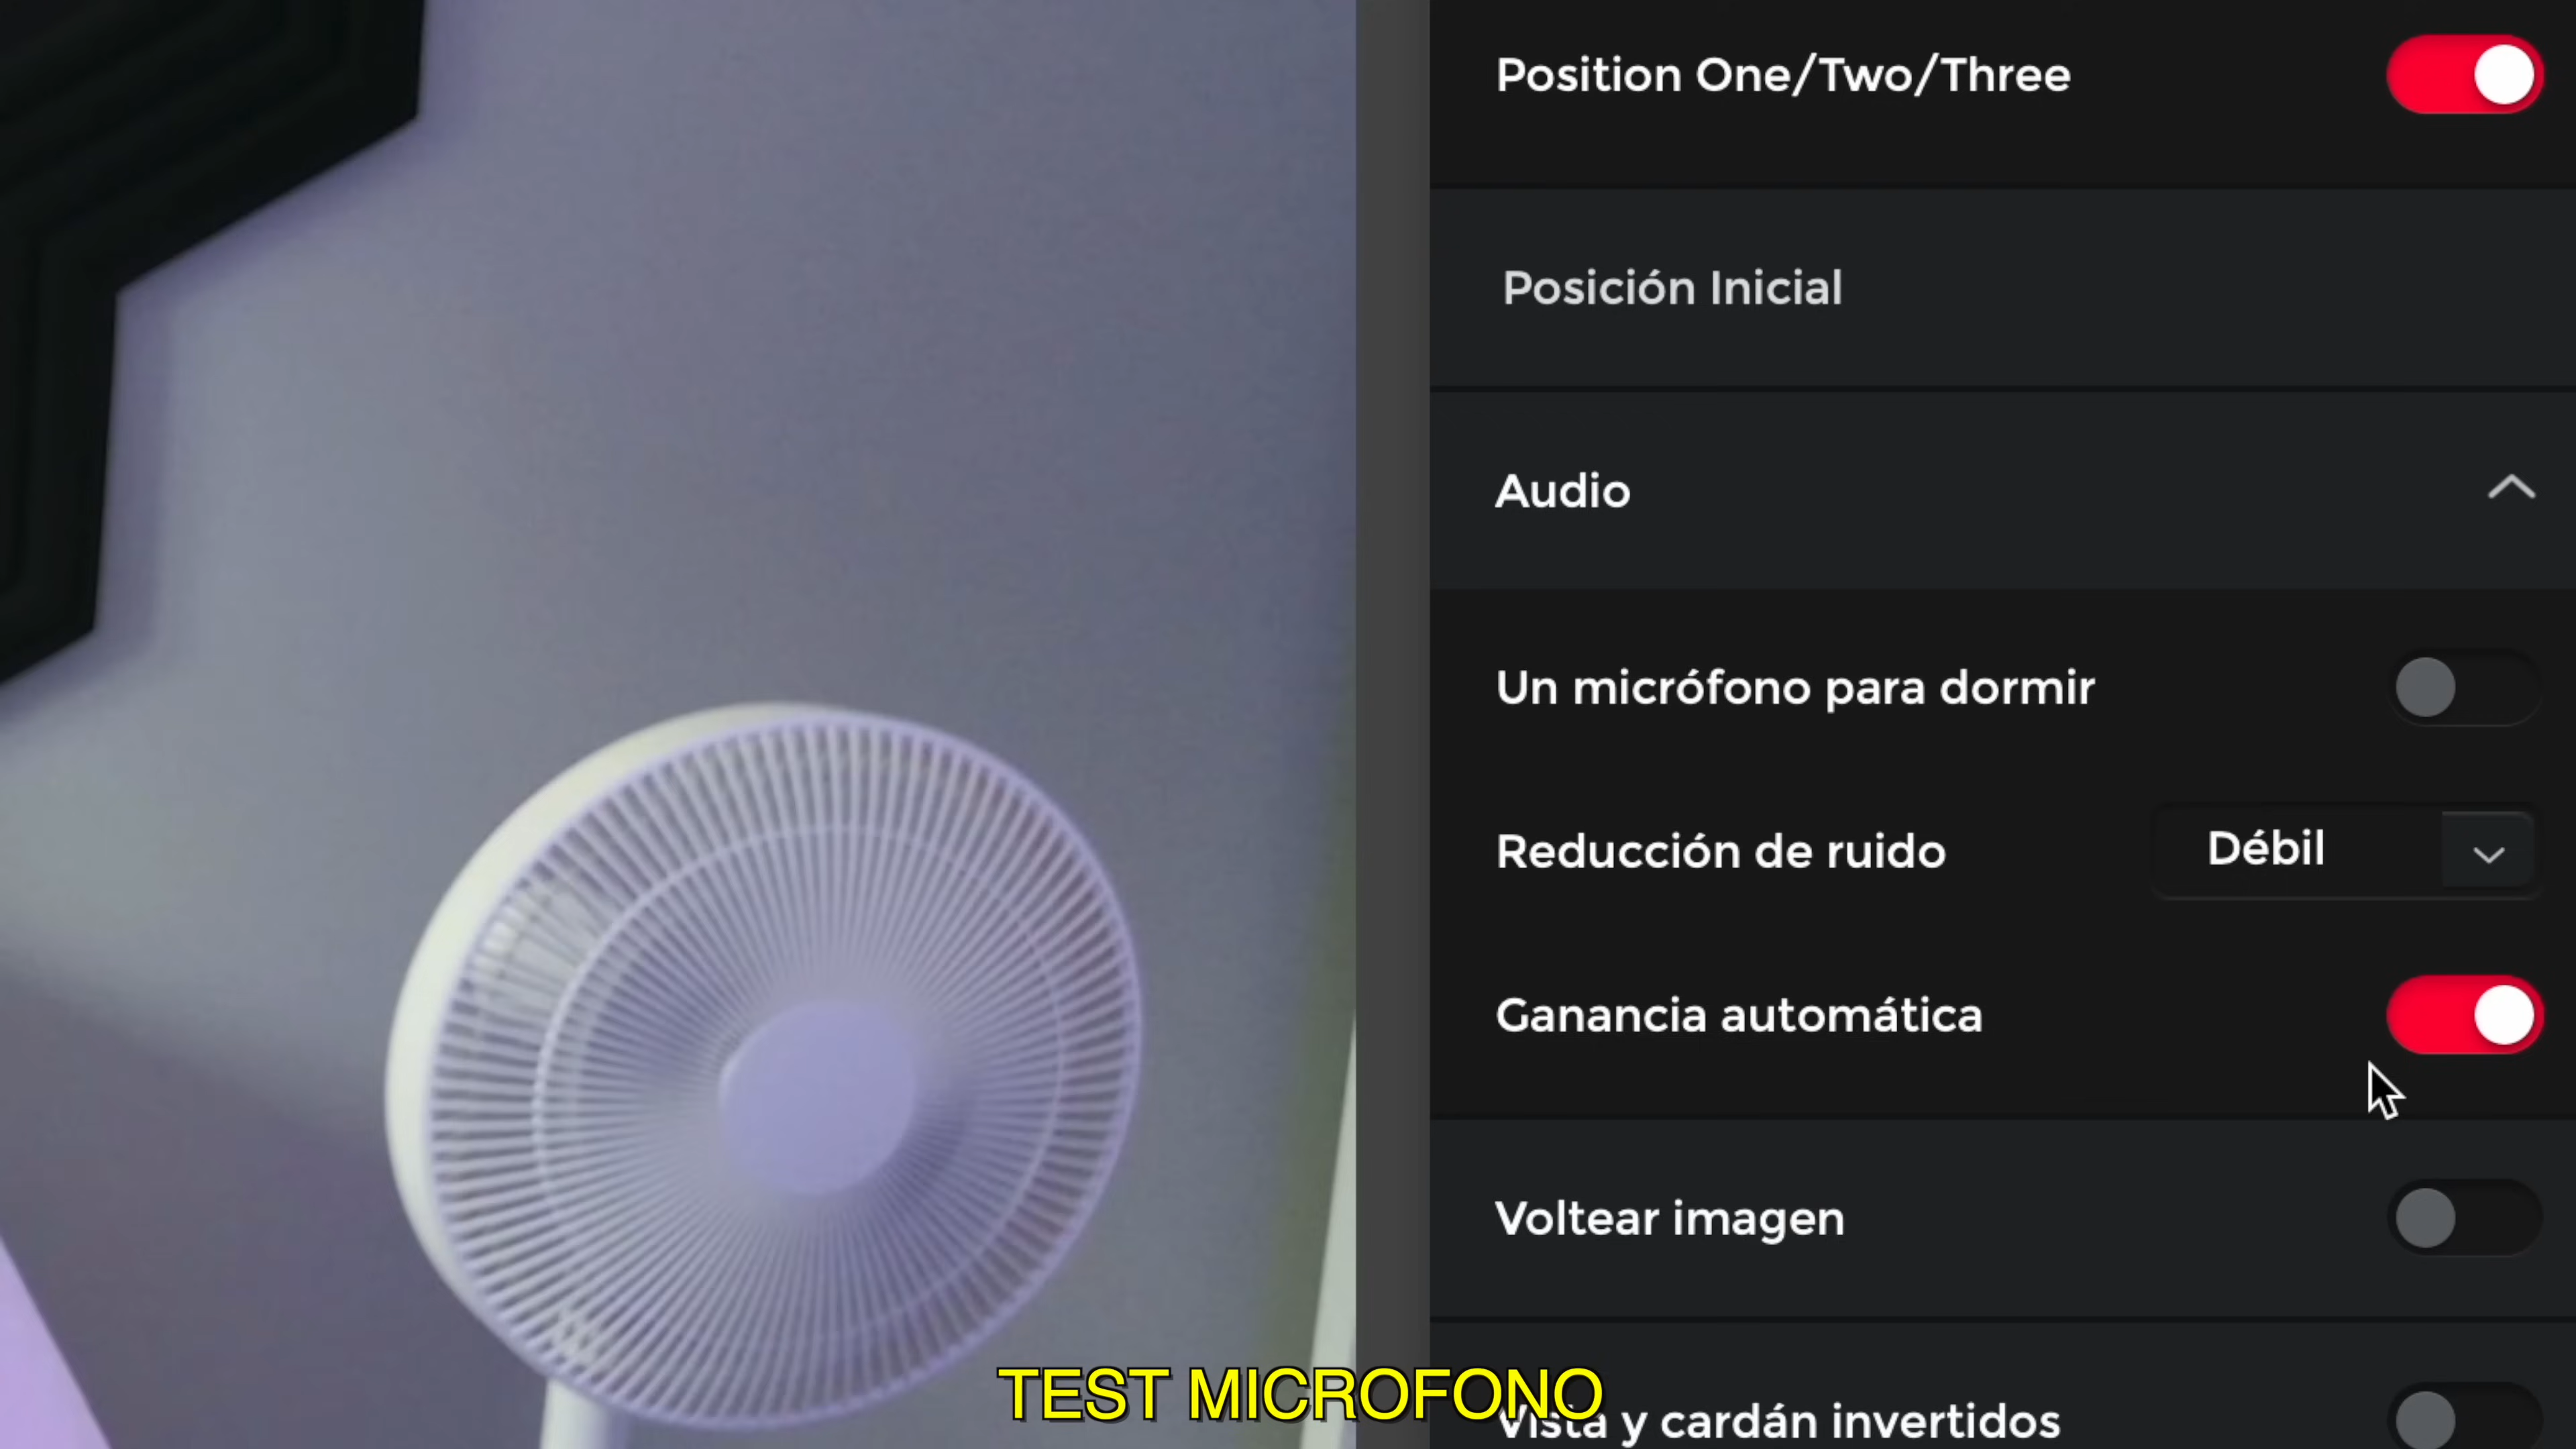 Position One/Two/Three
Posición Inicial
Audio
Un micrófono para dormir
Reducción de ruido
Débil
Ganancia automática
Voltear imagen
Vista y cardán invertidos
TEST MICROFONO